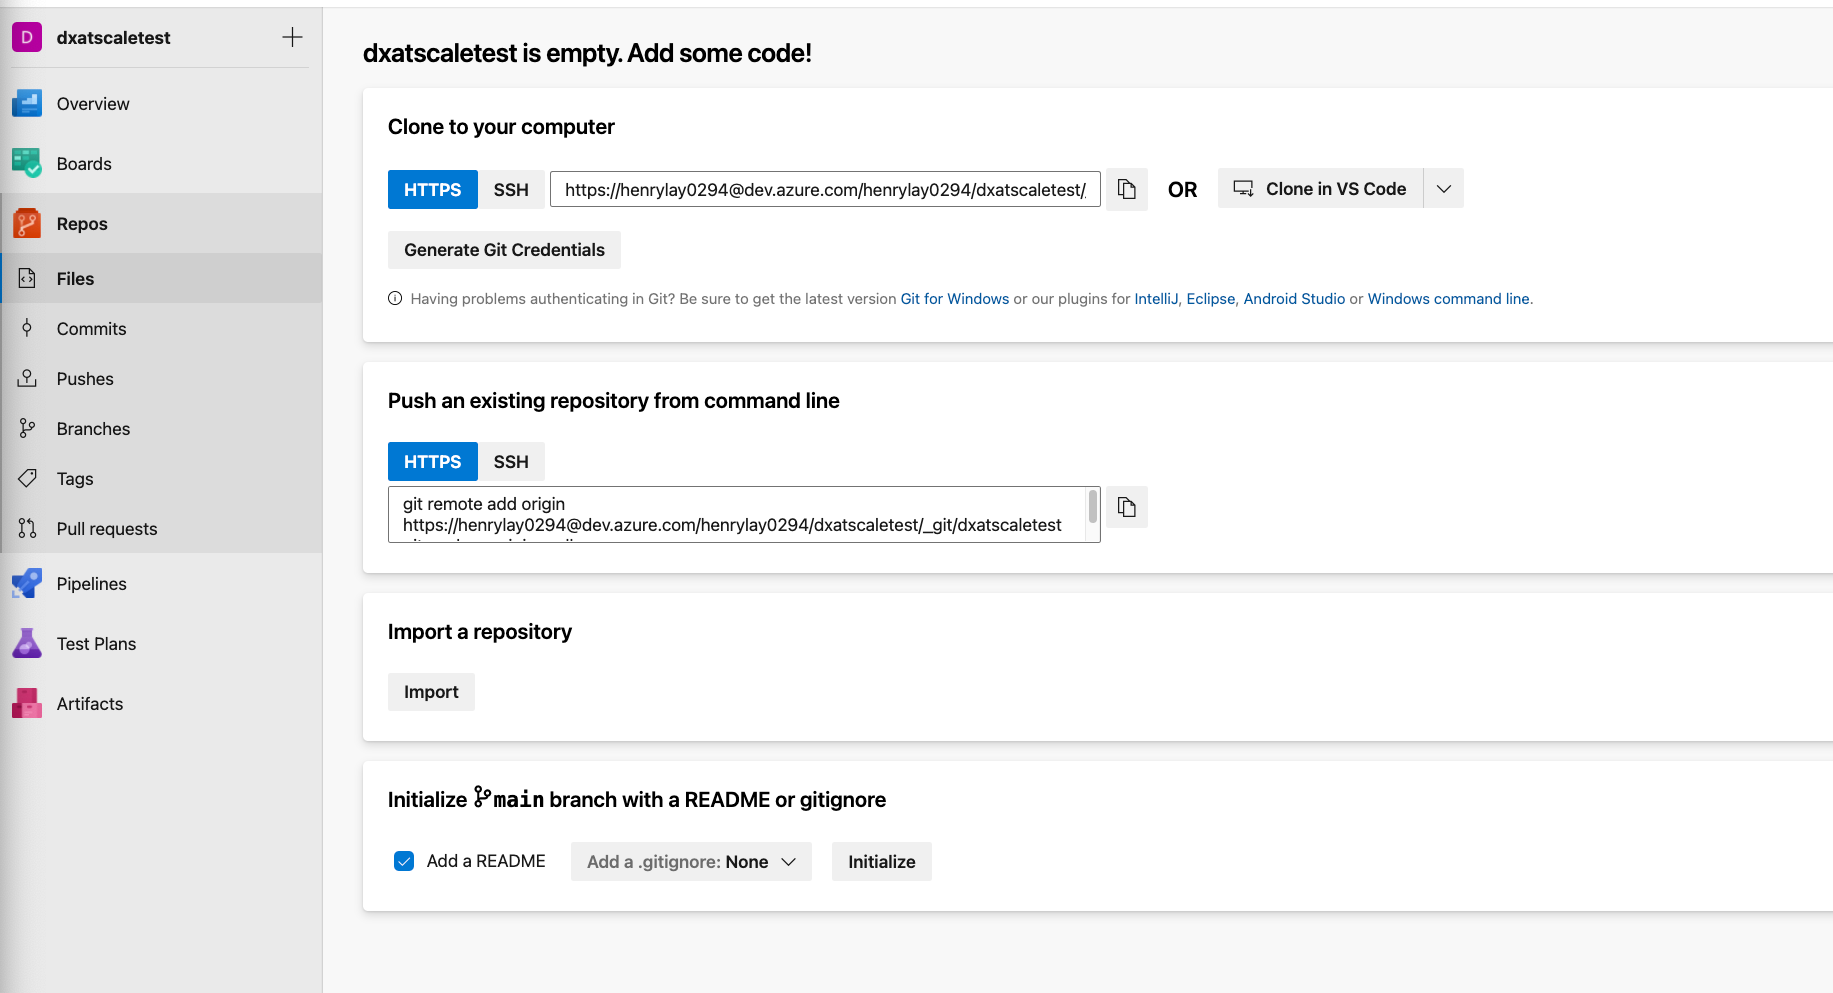 D dxatscaletest
Overview
Boards
Repos
Files
Commits
Pushes
Branches
Tags
Pull requests
Pipelines
Test Plans
Artifacts
dxatscaletest is empty. Add some code!
Clone to your computer
HTTPS SSH https://henrylay0294@dev.azure.com/henrylay0294/dxatscaletest/ OR Clone in VS Code
Generate Git Credentials
Having problems authenticating in Git? Be sure to get the latest version Git for Windows or our plugins for IntelliJ, Eclipse, Android Studio or Windows command line.
Push an existing repository from command line
HTTPS SSH
git remote add origin
https://henrylay0294@dev.azure.com/henrylay0294/dxatscaletest/_git/dxatscaletest
Import a repository
Import
Initialize main branch with a README or gitignore
Add a README Add a .gitignore: None Initialize